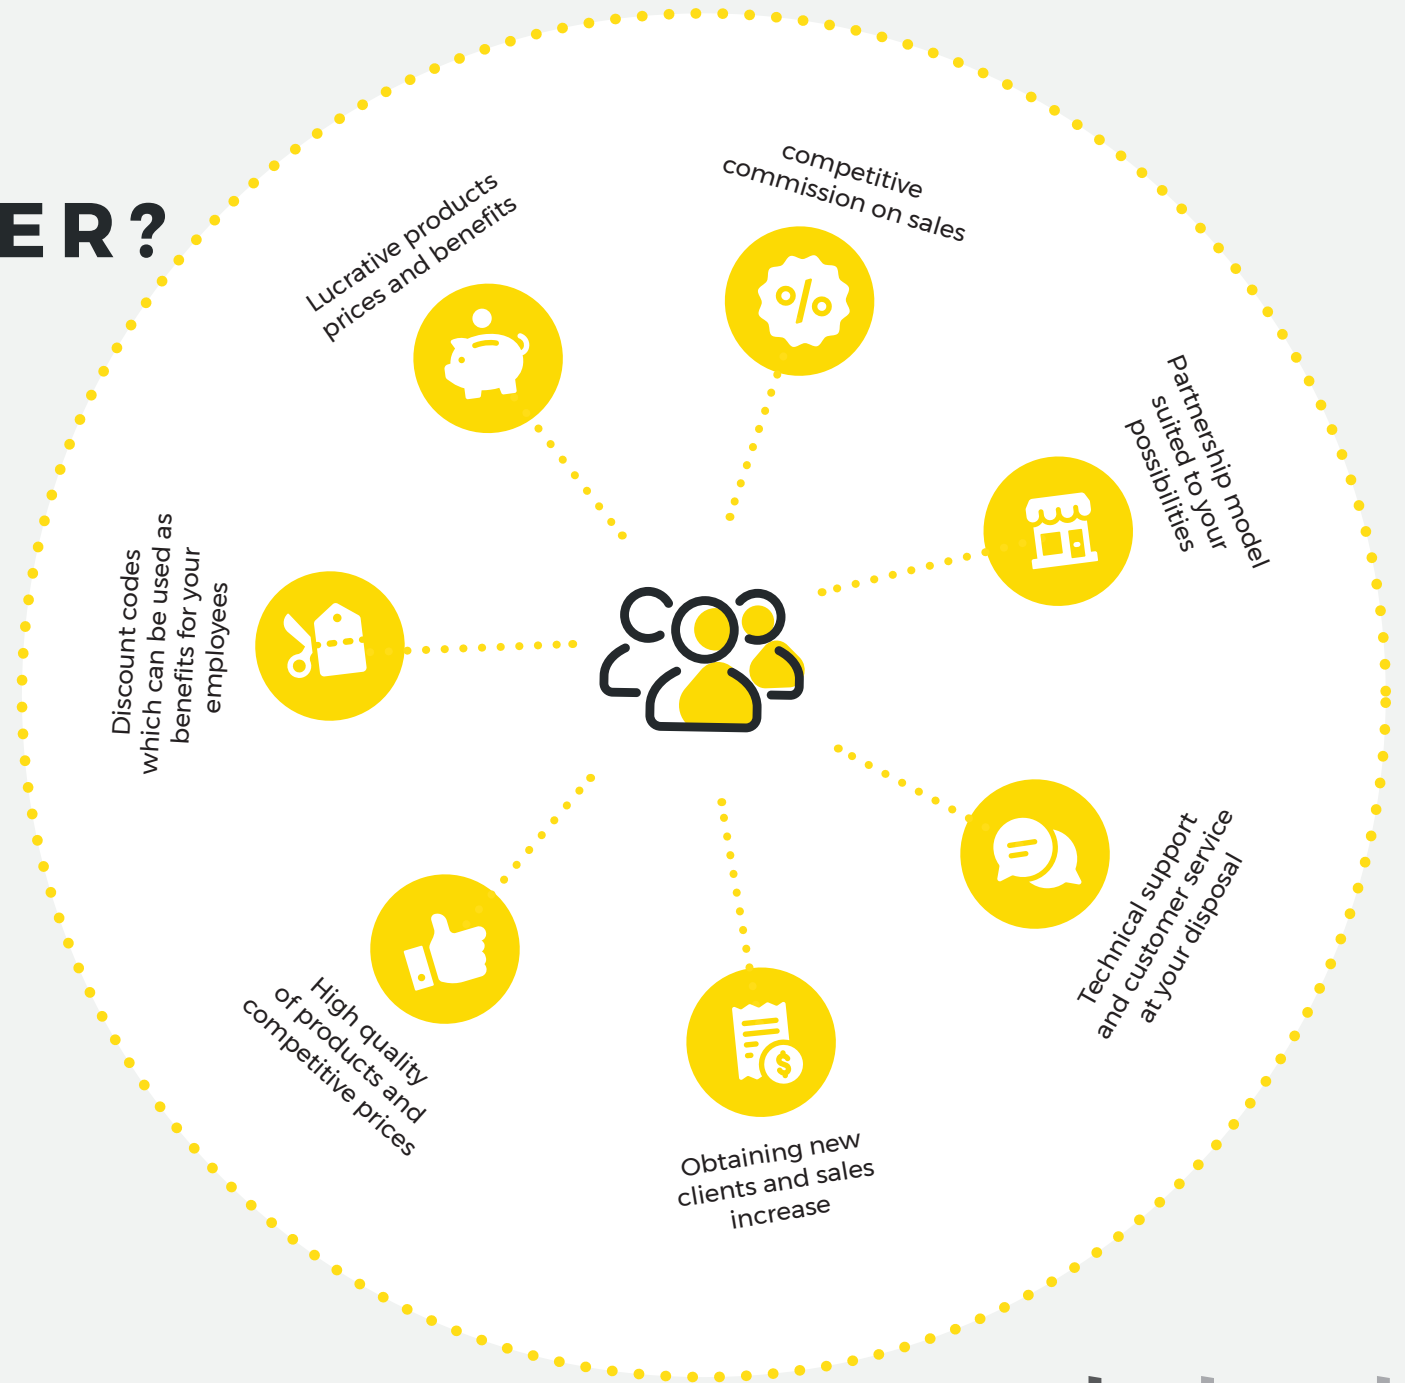 ER?
competitive
commission on sales
Lucrative products
prices and benefits
Partnership model
suited to your
possibilities
Discount codes
which can be used as
benefits for your
employees
Technical support
and customer service
at your disposal
High quality
of products and
competitive prices
Obtaining new
clients and sales
increase
%
$